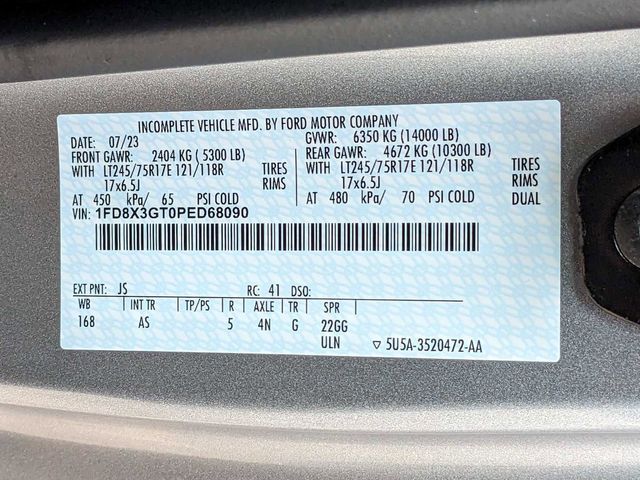 INCOMPLETE VEHICLE MFD. BY FORD MOTOR COMPANY
DATE: 07/23 GVWR: 6350 KG (14000 LB)
FRONT GAWR: 2404 KG ( 5300 LB) REAR GAWR: 4672 KG (10300 LB)
WITH LT245/75R17E 121/118R TIRES WITH LT245/75R17E 121/118R TIRES
17x6.5J RIMS 17x6.5J RIMS
AT 450 kPa/ 65 PSI COLD AT 480 kPa/ 70 PSI COLD DUAL
VIN: 1FD8X3GT0PED68090
EXT PNT: JS RC: 41 DSO:
WB INT TR TP/PS R AXLE TR SPR
168 AS 5 4N G 22GG
ULN ▽ 5U5A-3520472-AA